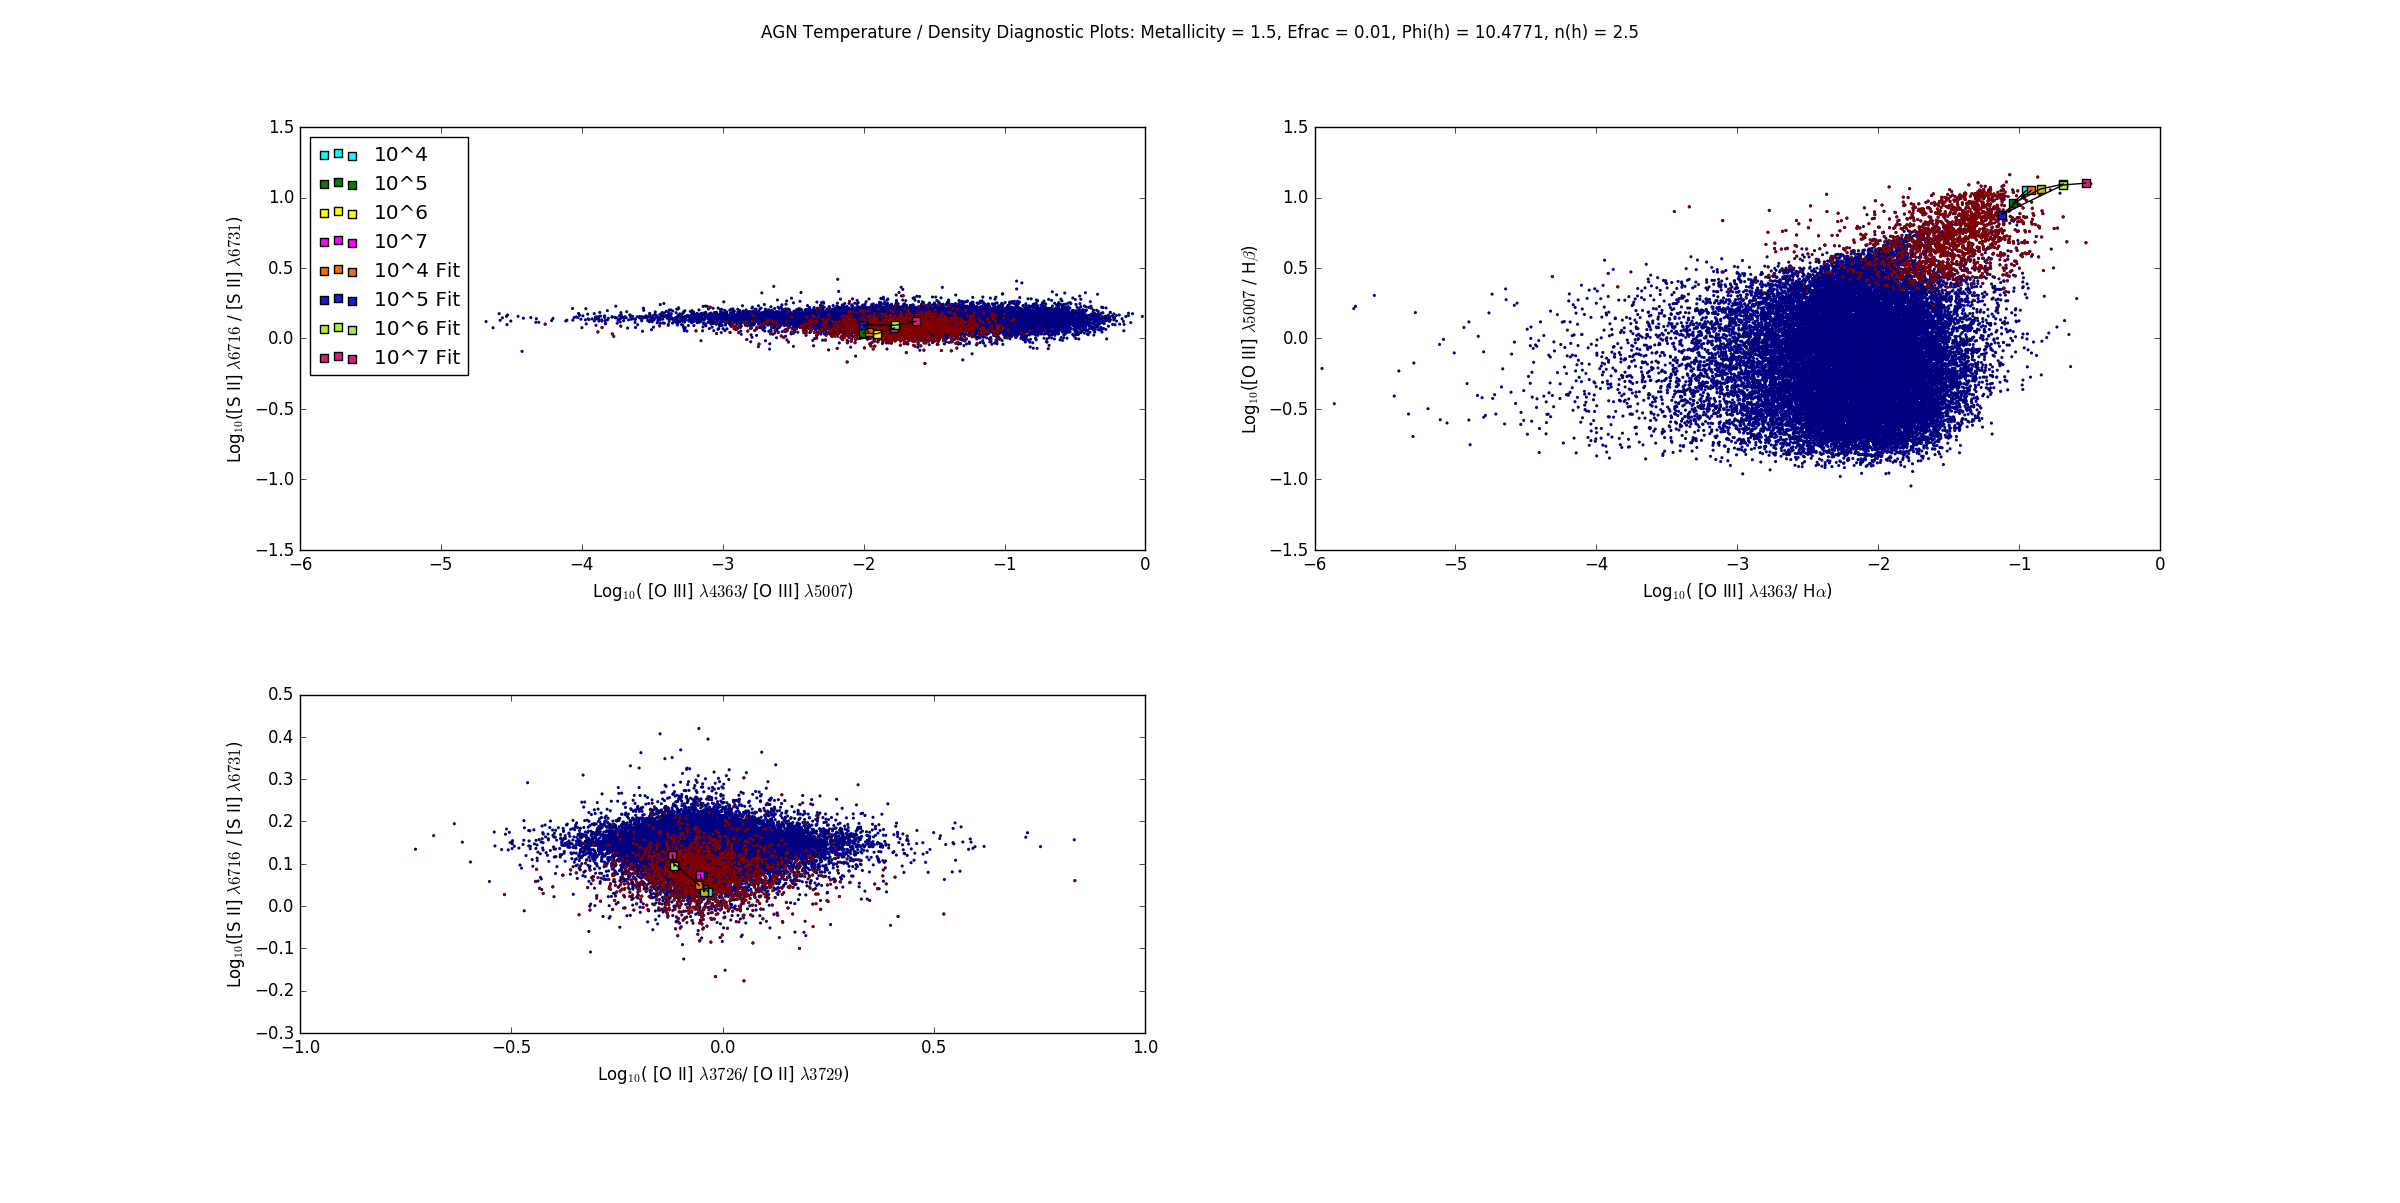 AGN Temperature / Density Diagnostic Plots: Metallicity = 1.5, Efrac = 0.01, Phi(h) = 10.4771, n(h) = 2.5
1.5
1.0
0.5
0.0
−0.5
−1.0
−1.5
Log10([S II] λ6716 / [S II] λ6731)
10^4
10^5
10^6
10^7
10^4 Fit
10^5 Fit
10^6 Fit
10^7 Fit
−6 −5 −4 −3 −2 −1 0
Log10( [O III] λ4363/ [O III] λ5007)
1.5
1.0
0.5
0.0
−0.5
−1.0
−1.5
Log10([O III] λ5007 / Hβ)
−6 −5 −4 −3 −2 −1 0
Log10( [O III] λ4363/ Hα)
0.5
0.4
0.3
0.2
0.1
0.0
−0.1
−0.2
−0.3
Log10([S II] λ6716 / [S II] λ6731)
−1.0 −0.5 0.0 0.5 1.0
Log10( [O II] λ3726/ [O II] λ3729)